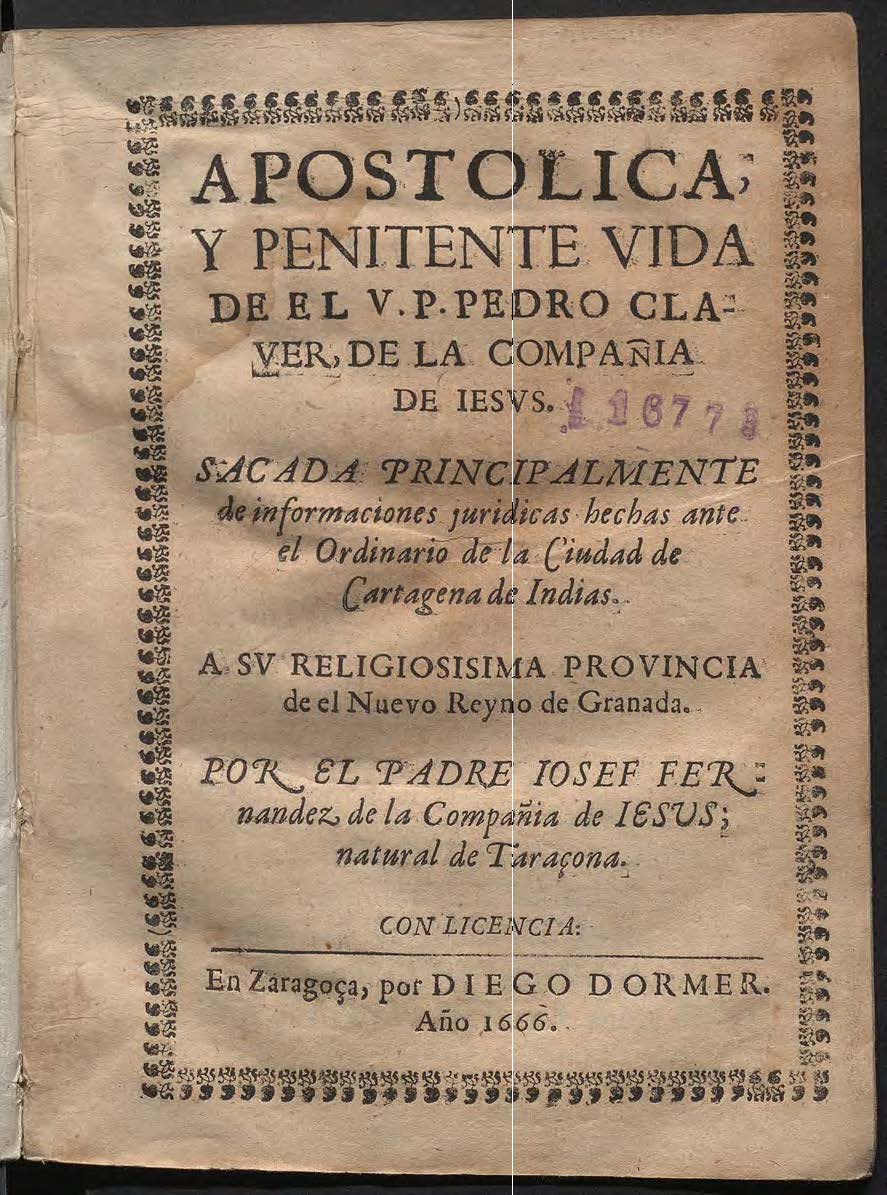 APOSTOLICA,
Y PENITENTE VIDA
DE EL V.P. PEDRO CLA-
VER, DE LA COMPAÑIA
DE IESVS.
SACADA PRINCIPALMENTE
de informaciones juridicas hechas ante
el Ordinario de la Ciudad de
Cartagena de Indias.
A SV RELIGIOSISIMA PROVINCIA
de el Nuevo Reyno de Granada.
POR EL PADRE IOSEF FER-
nandez de la Compañia de IESUS;
natural de Taraçona.
CON LICENCIA:
En Zaragoça, por DIEGO DORMER.
Año 1666.